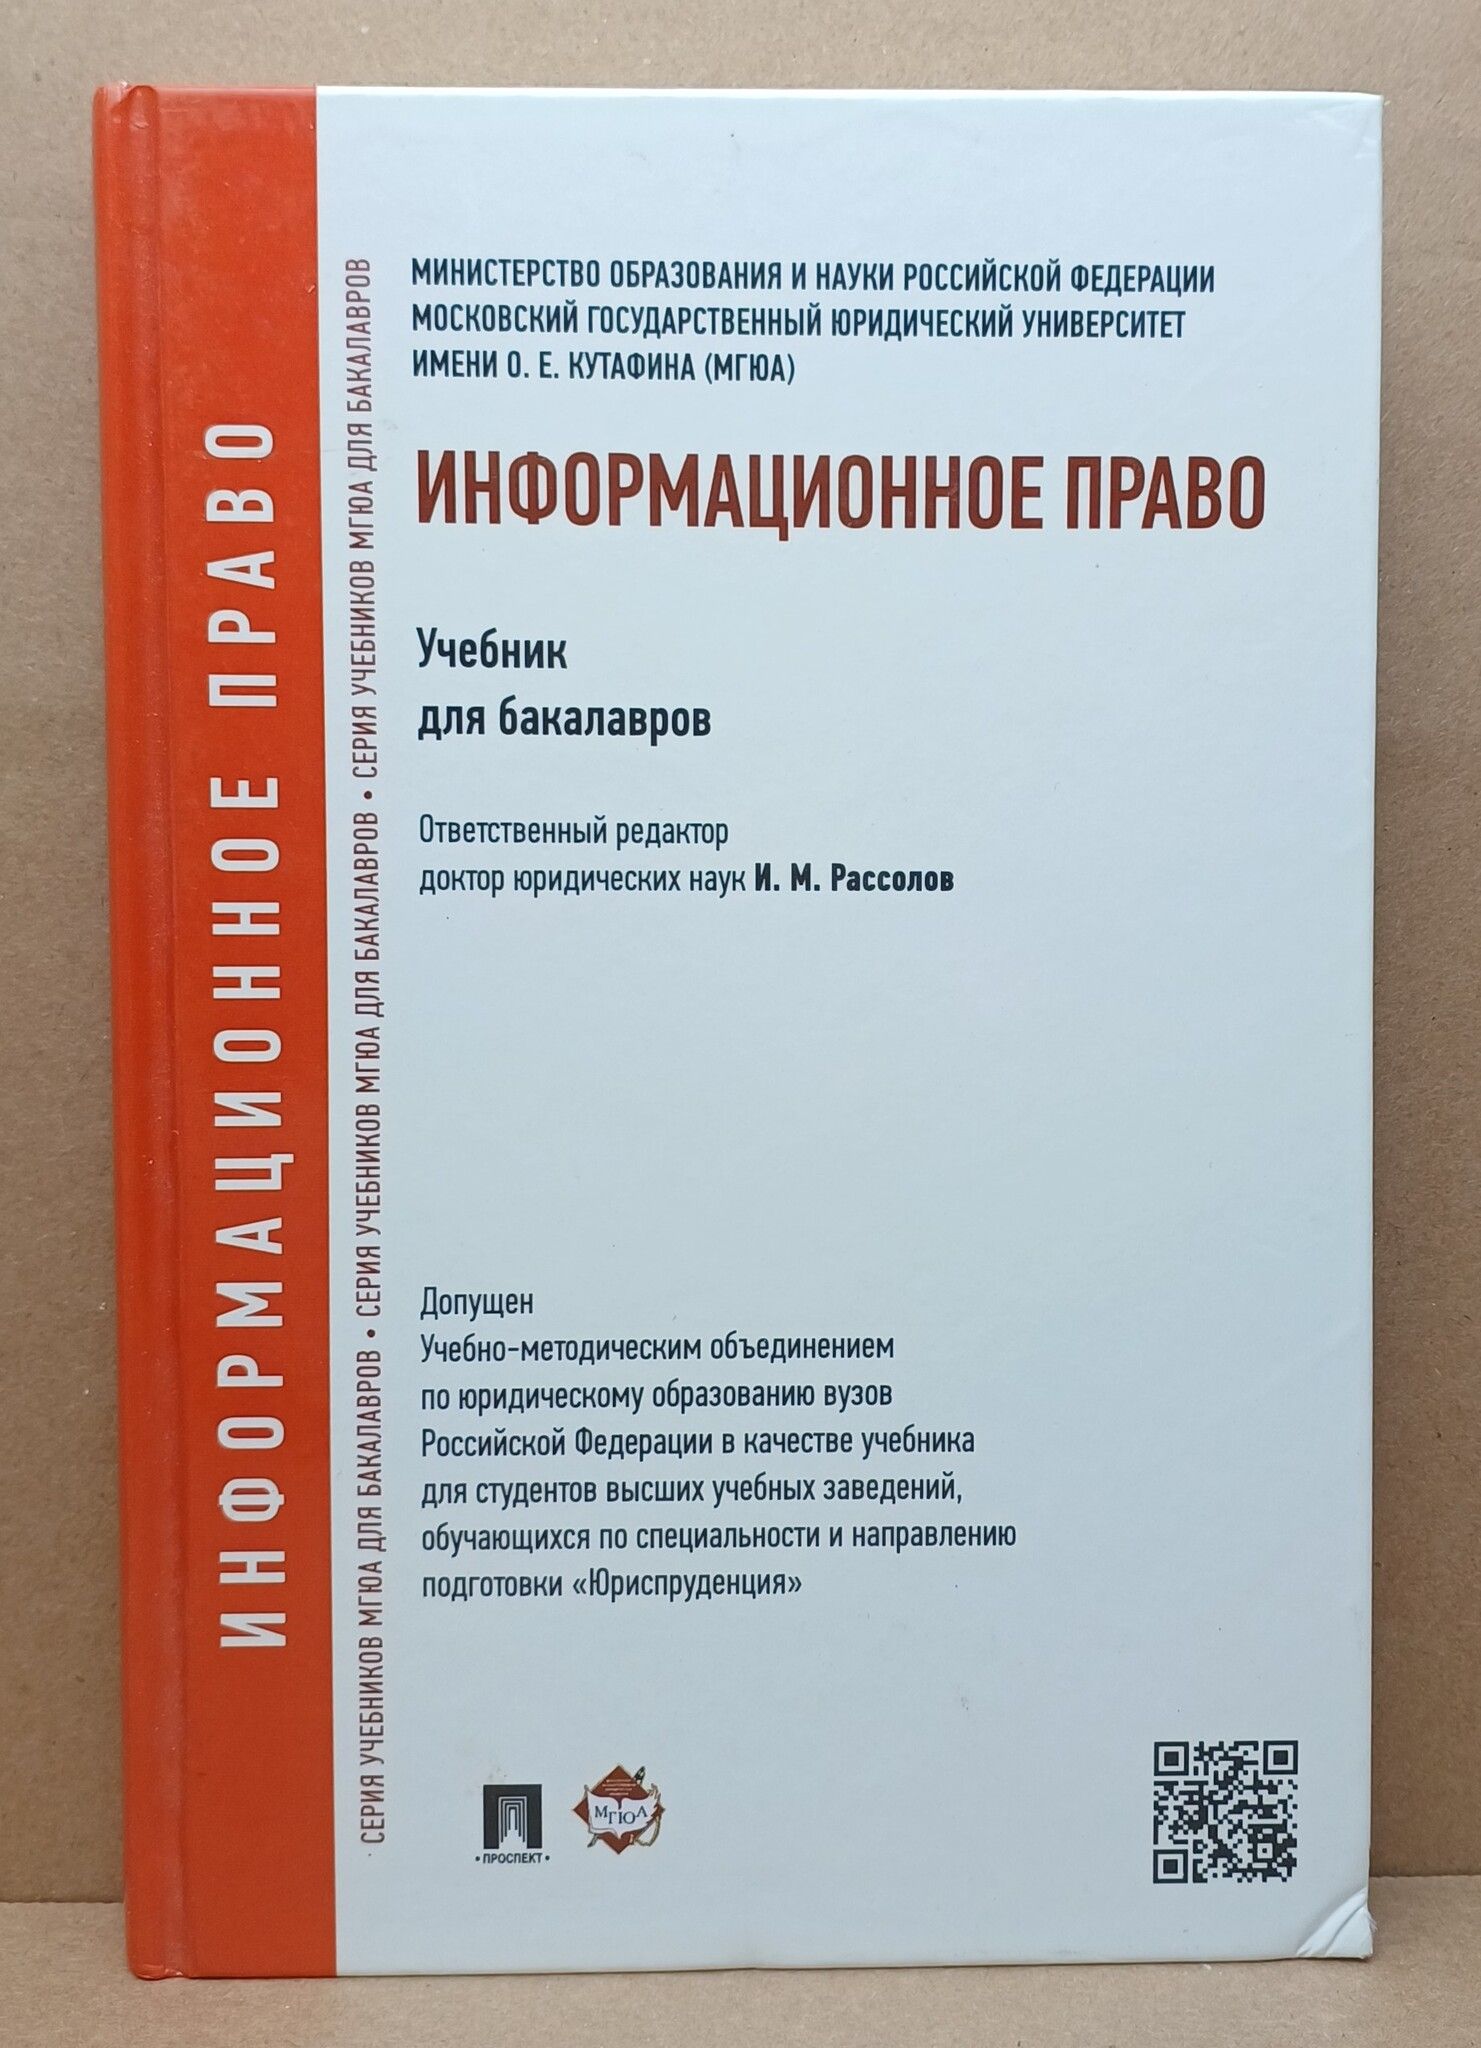 ИНФОРМАЦИОННОЕ ПРАВО
СЕРИЯ УЧЕБНИКОВ МГЮА ДЛЯ БАКАЛАВРОВ • СЕРИЯ УЧЕБНИКОВ МГЮА ДЛЯ БАКАЛАВРОВ • СЕРИЯ УЧЕБНИКОВ МГЮА ДЛЯ БАКАЛАВРОВ
МИНИСТЕРСТВО ОБРАЗОВАНИЯ И НАУКИ РОССИЙСКОЙ ФЕДЕРАЦИИ
МОСКОВСКИЙ ГОСУДАРСТВЕННЫЙ ЮРИДИЧЕСКИЙ УНИВЕРСИТЕТ
ИМЕНИ О. Е. КУТАФИНА (МГЮА)
ИНФОРМАЦИОННОЕ ПРАВО
Учебник
для бакалавров
Ответственный редактор
доктор юридических наук И. М. Рассолов
Допущен
Учебно-методическим объединением
по юридическому образованию вузов
Российской Федерации в качестве учебника
для студентов высших учебных заведений,
обучающихся по специальности и направлению
подготовки «Юриспруденция»
• ПРОСПЕКТ •
МГЮА